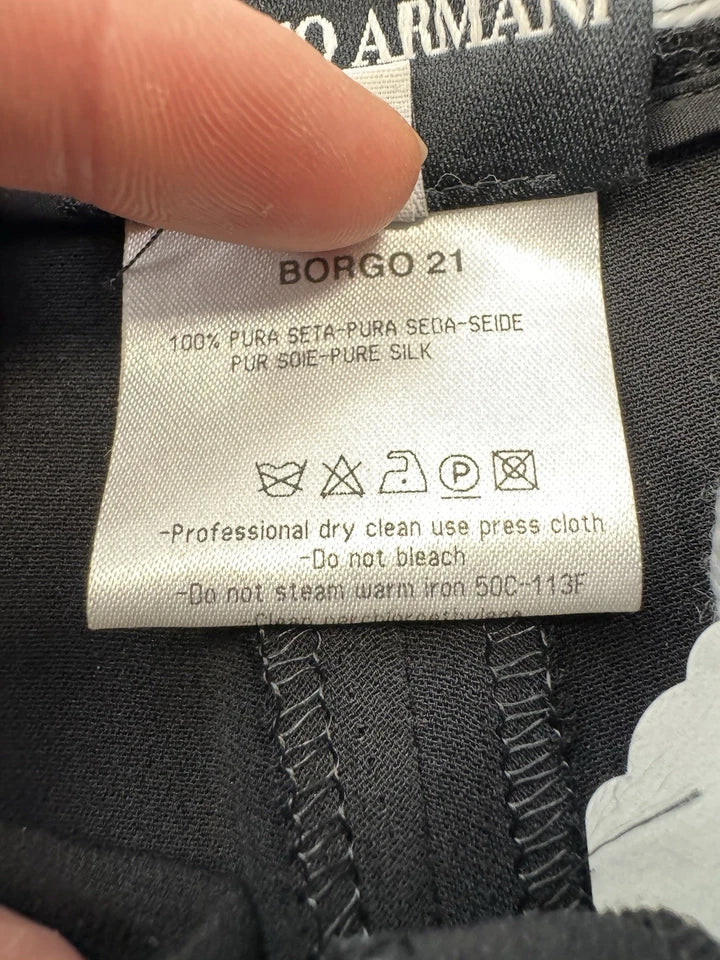 ARMANI
BORGO 21
100% PURA SETA-PURA SEDA-SEIDE
PUR SOIE-PURE SILK
P
-Professional dry clean use press cloth
-Do not bleach
-Do not steam warm iron 50C-113F
-Clean